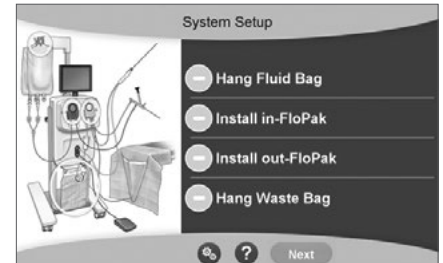 System Setup
Hang Fluid Bag
Install in-FloPak
Install out-FloPak
Hang Waste Bag
?
Next